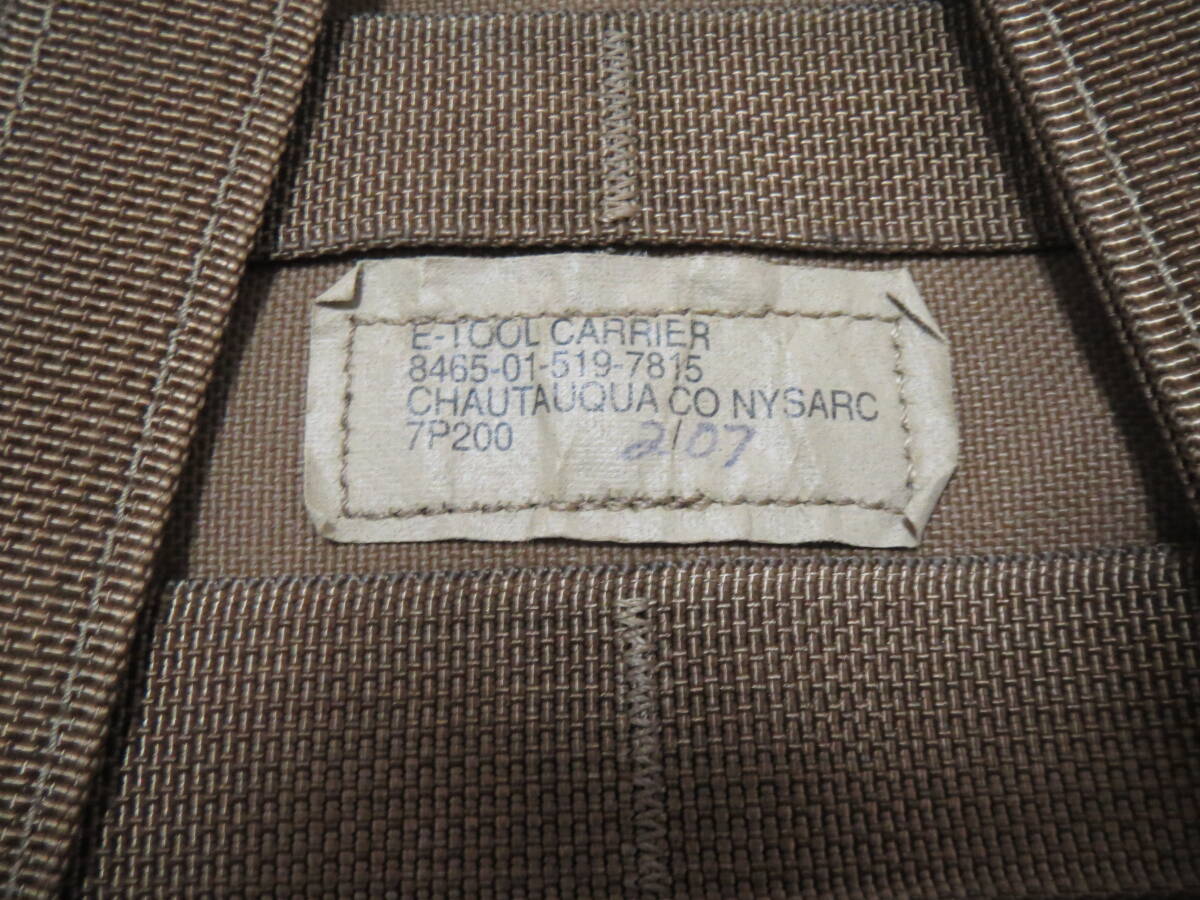 E-TOOL CARRIER
8465-01-519-7815
CHAUTAUQUA CO NYSARC
7P200 2/07